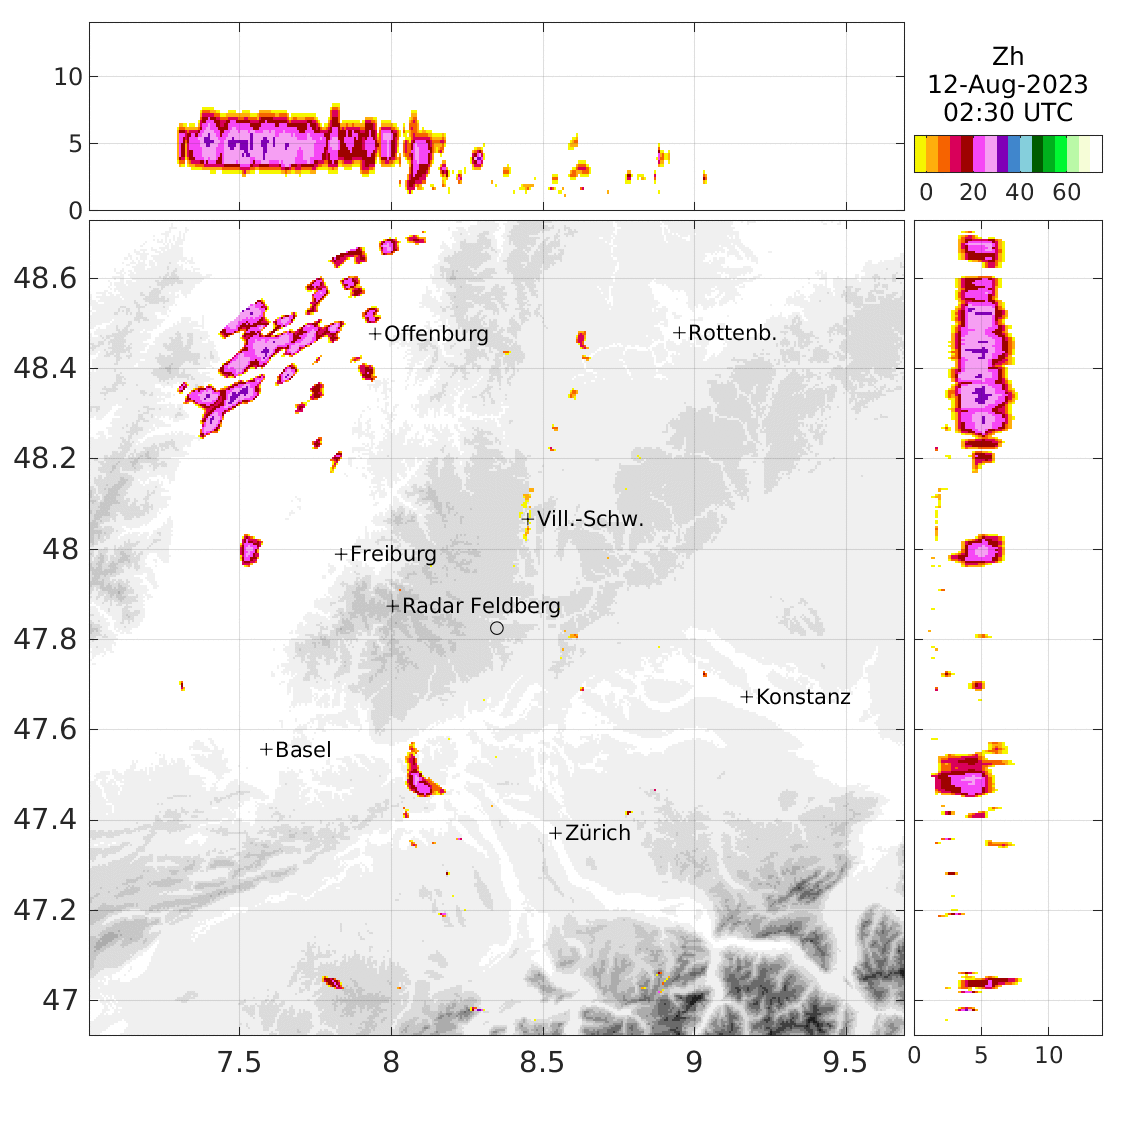 10
5
0
Zh
12-Aug-2023
02:30 UTC
0 20 40 60
48.6
48.4
48.2
48
47.8
47.6
47.4
47.2
47
Offenburg
Rottenb.
Vill.-Schw.
Freiburg
Radar Feldberg
Konstanz
Basel
Zürich
7.5 8 8.5 9 9.5
0 5 10